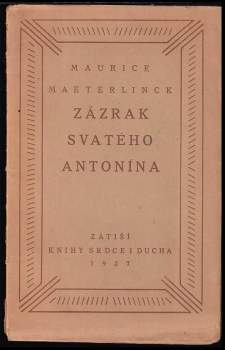 MAURICE
MAETERLINCK
ZÁZRAK
SVATÉHO
ANTONÍNA
ZÁTIŠÍ
KNIHY SRDCE I DUCHA
1927